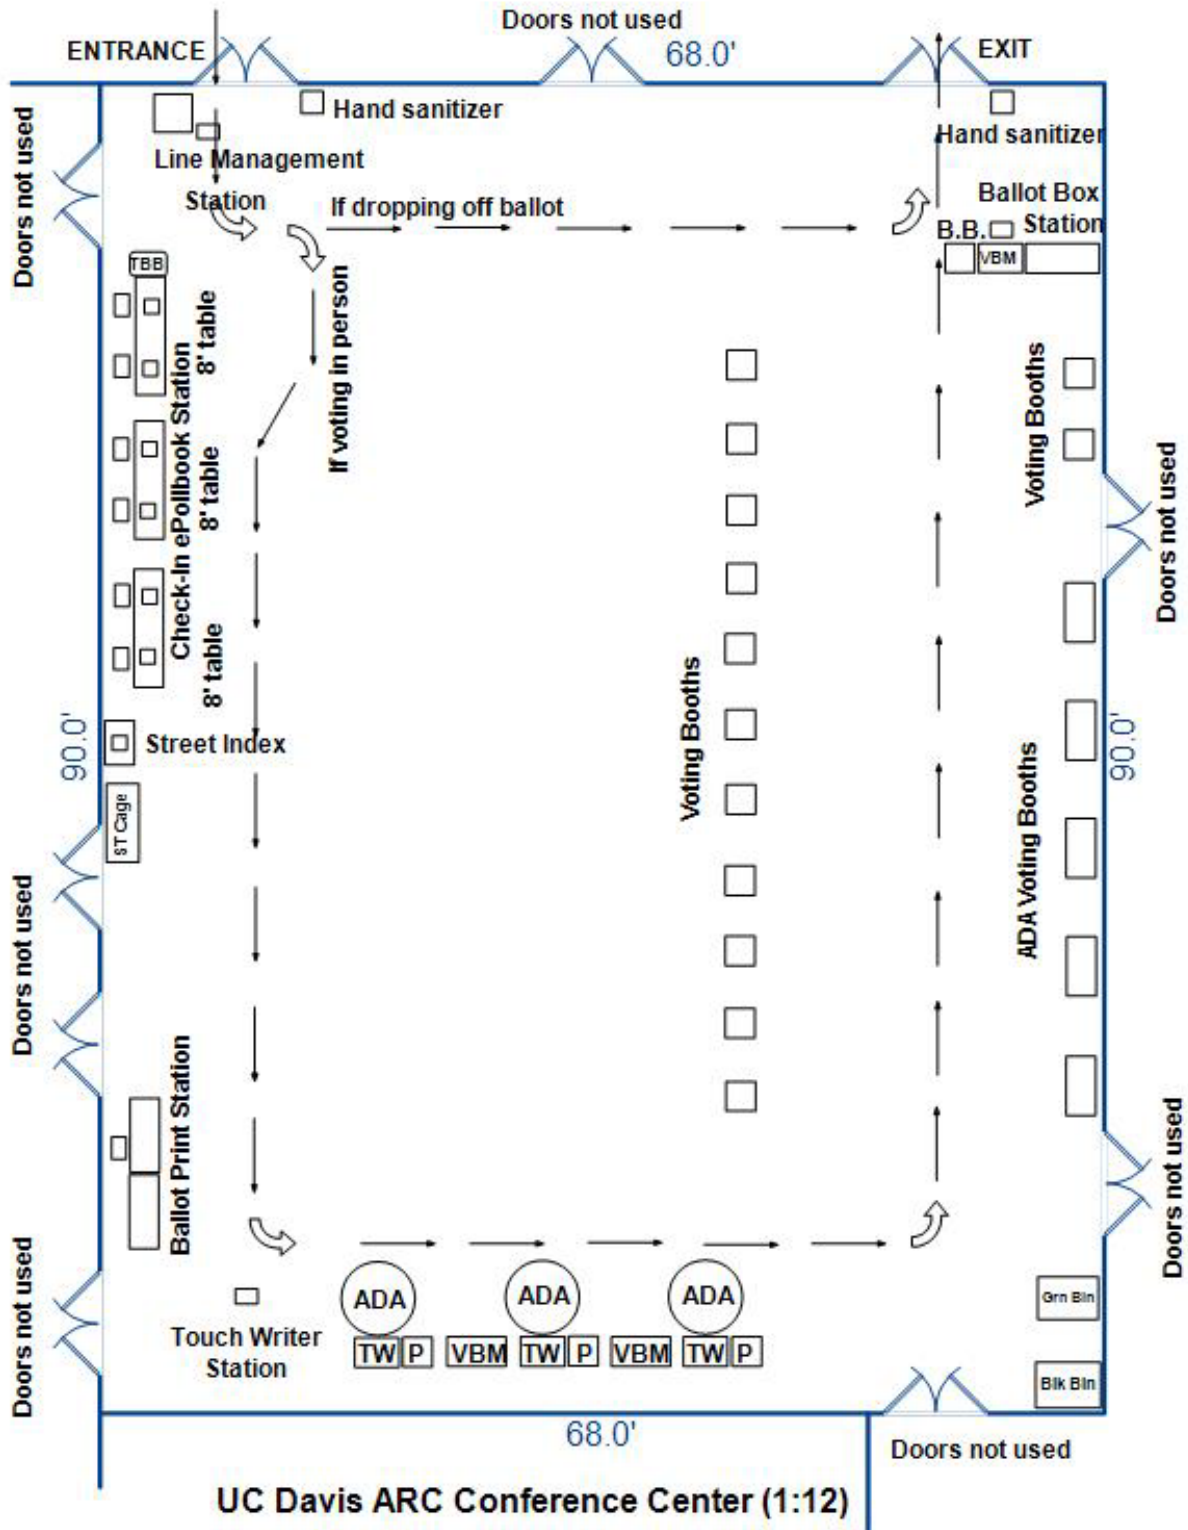 Doors not used
ENTRANCE
68.0'
EXIT
Hand sanitizer
Hand sanitizer
Doors not used
Line Management
Station
If dropping off ballot
Ballot Box
Station
B.B.
VBM
TBB
8' table
If voting in person
Check-In ePollbook Station
8' table
8' table
Voting Booths
Doors not used
Street Index
90.0'
ST Cage
Voting Booths
ADA Voting Booths
90.0'
Doors not used
Ballot Print Station
Doors not used
Doors not used
Touch Writer
Station
ADA
ADA
ADA
TW P VBM TW P VBM TW P
Grn Bin
Blk Bin
68.0'
Doors not used
UC Davis ARC Conference Center (1:12)